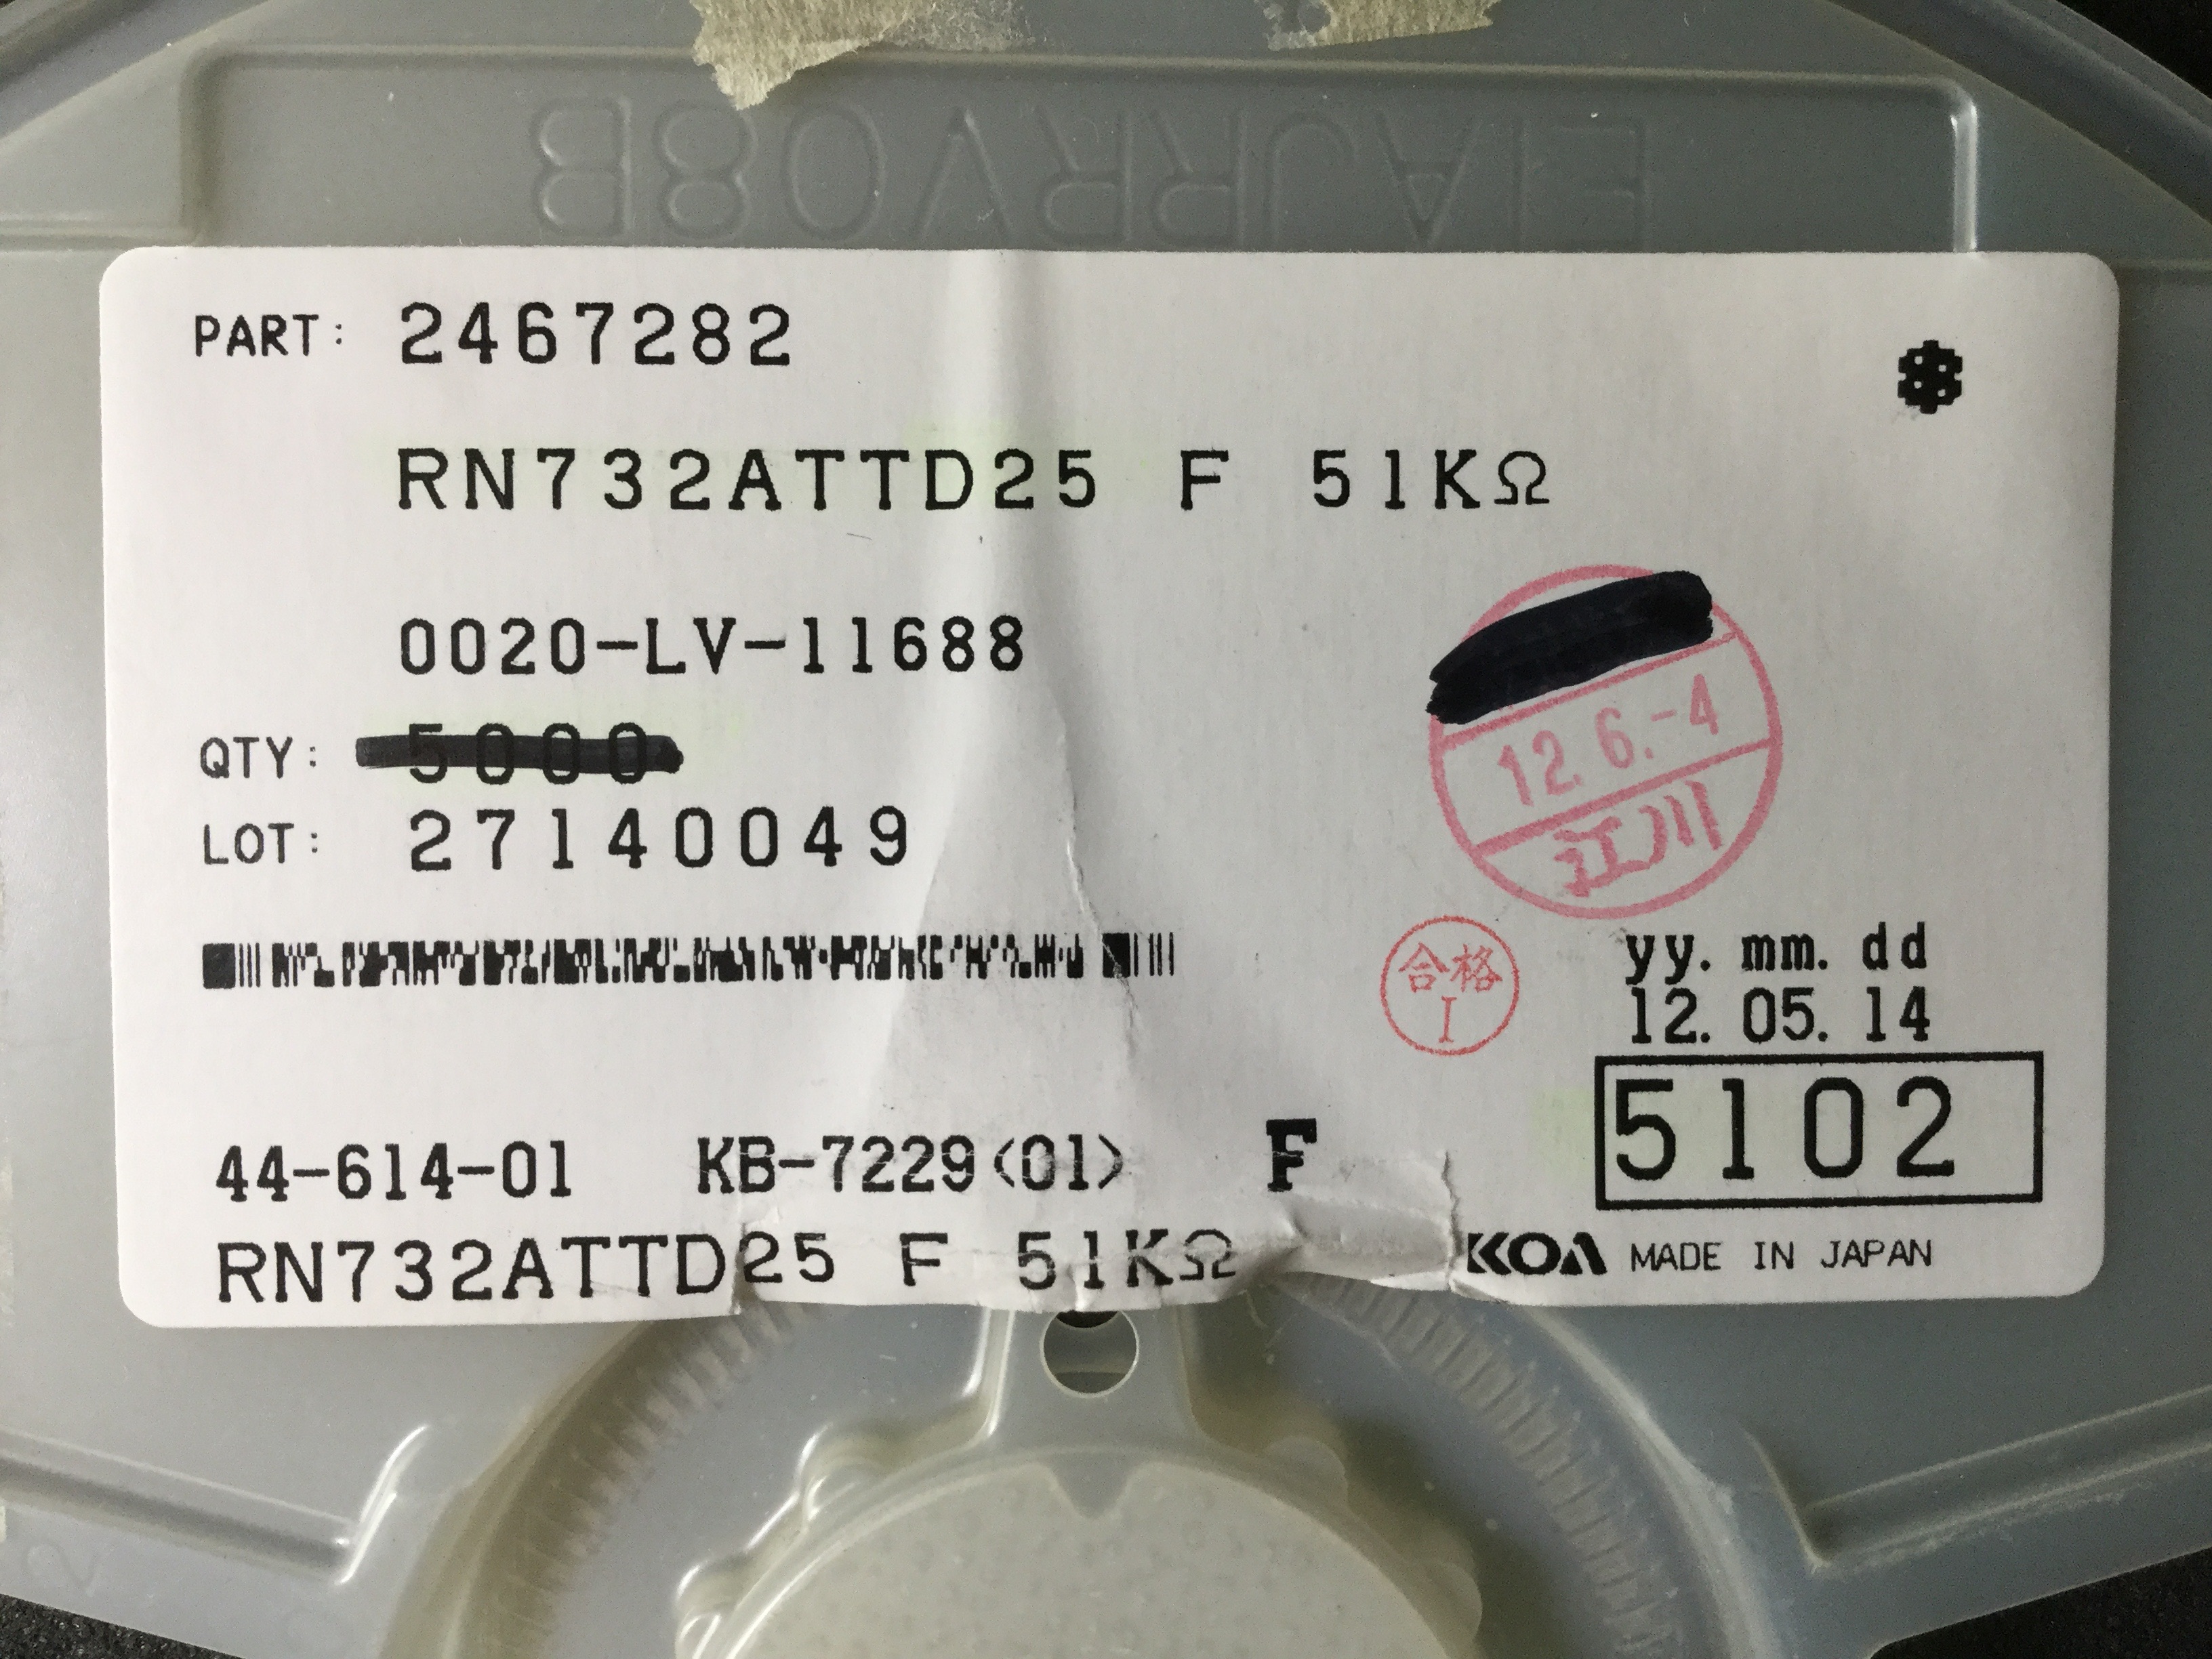 EIAJRRV08B
PART: 2467282
RN732ATTD25 F 51KΩ
0020-LV-11688
QTY: 5000
LOT: 27140049
12.6.-4
江川
合格
I
yy. mm. dd
12. 05. 14
5102
44-614-01 KB-7229<01> F
RN732ATTD25 F 51KΩ
KOA MADE IN JAPAN